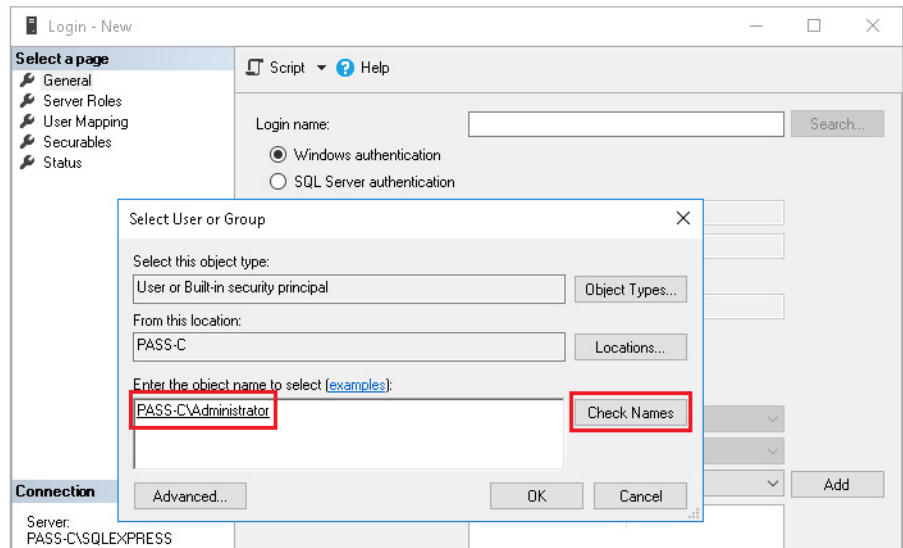 Login - New
Select a page
General
Server Roles
User Mapping
Securables
Status
Script
Help
Login name:
Search...
Windows authentication
SQL Server authentication
Select User or Group
Select this object type:
User or Built-in security principal
Object Types...
From this location:
PASS-C
Locations...
Enter the object name to select (examples):
PASS-C\Administrator
Check Names
Advanced...
OK
Cancel
Add
Connection
Server:
PASS-C\SQLEXPRESS